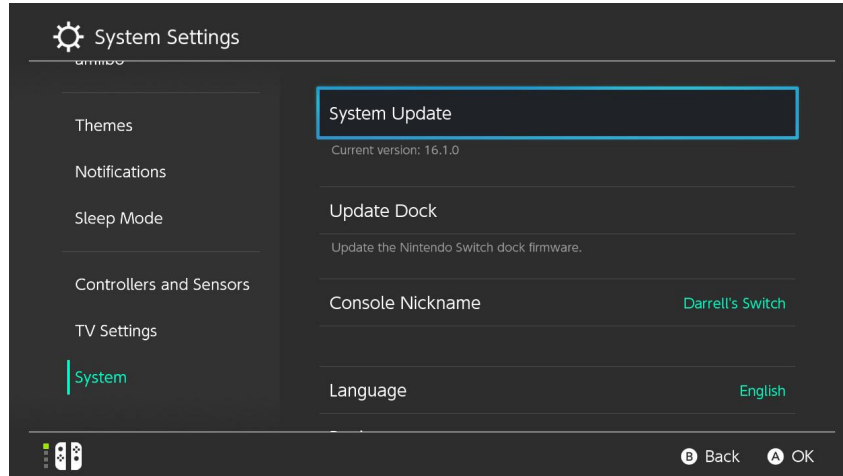 System Settings
Themes
Notifications
Sleep Mode
Controllers and Sensors
TV Settings
System
System Update
Current version: 16.1.0
Update Dock
Update the Nintendo Switch dock firmware.
Console Nickname
Darrell's Switch
Language
English
B Back
A OK